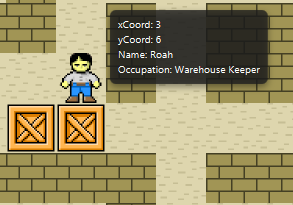 xCoord: 3
yCoord: 6
Name: Roah
Occupation: Warehouse Keeper